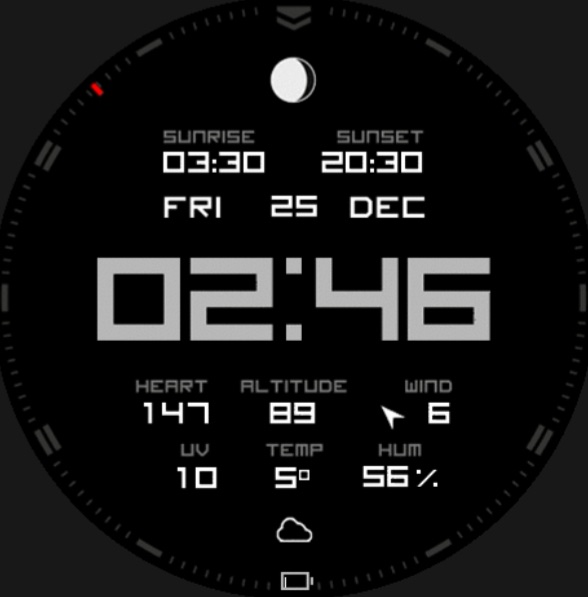 SUNRISE SUNSET
03:30 20:30
FRI 25 DEC
02:46
HEART ALTITUDE WIND
147 89 6
UV TEMP HUM
10 5° 56%